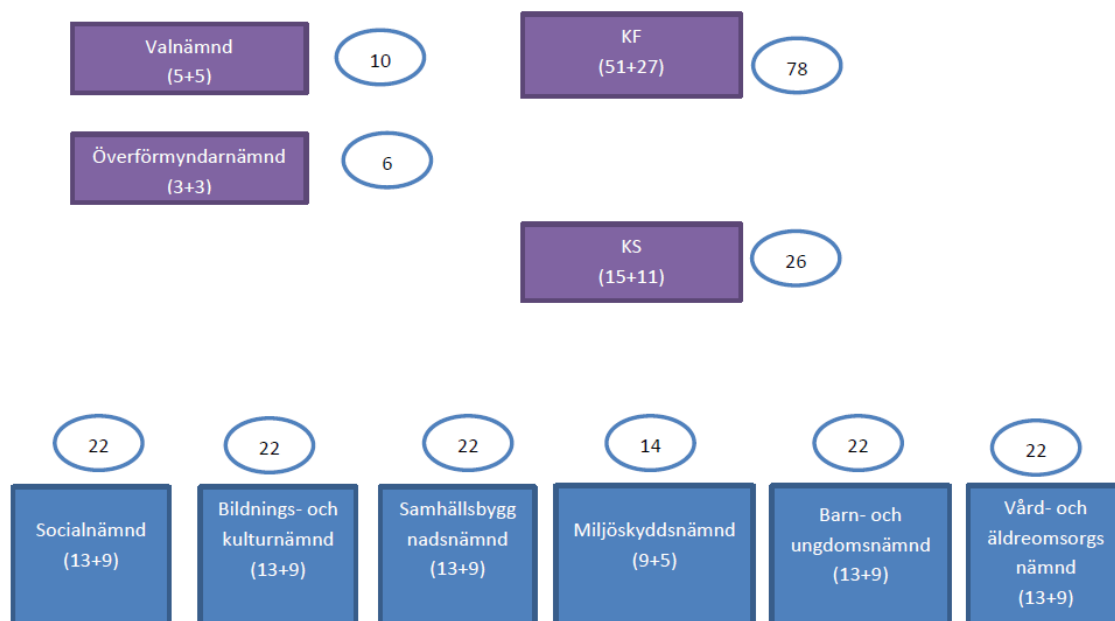 Valnämnd
(5+5)
10
KF
(51+27)
78
Överförmyndarnämnd
(3+3)
6
KS
(15+11)
26
22
22
22
14
22
22
Socialnämnd
(13+9)
Bildnings- och
kulturnämnd
(13+9)
Samhällsbygg
nadsnämnd
(13+9)
Miljöskyddsnämnd
(9+5)
Barn- och
ungdomsnämnd
(13+9)
Vård- och
äldreomsorgs
nämnd
(13+9)